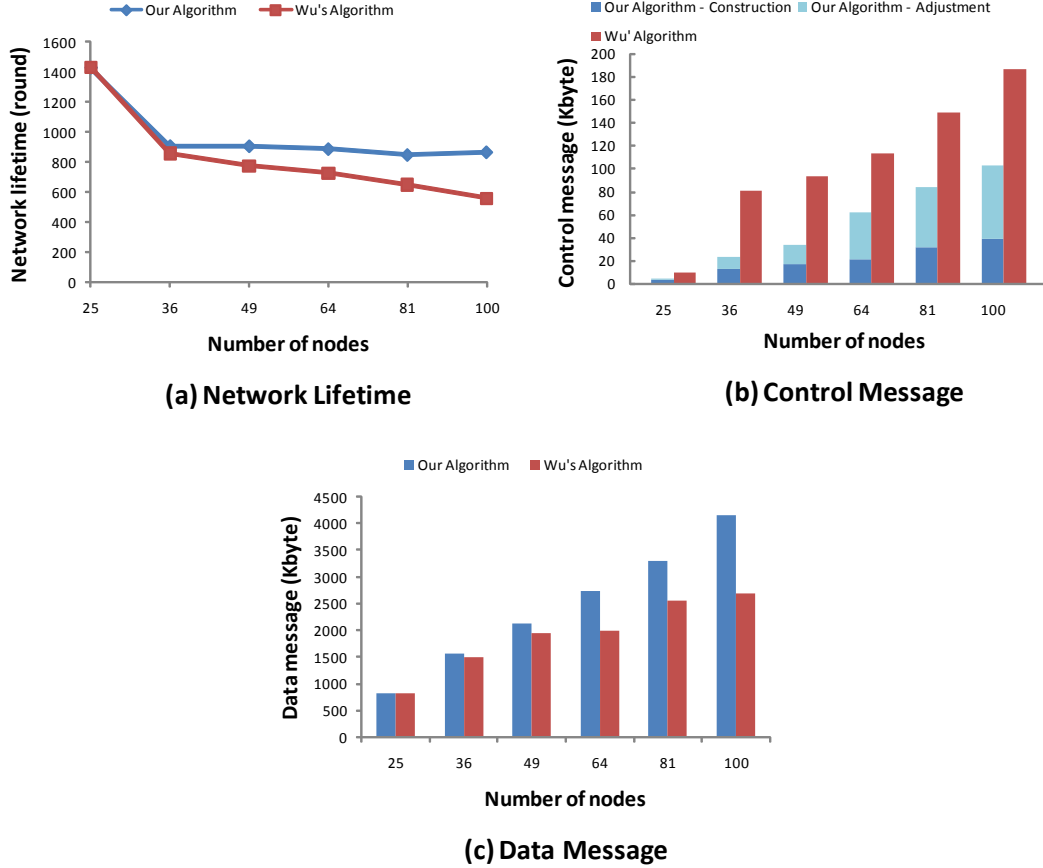 Our Algorithm Wu's Algorithm
1600
1400
1200
1000
800
600
400
200
0
Network lifetime (round)
25 36 49 64 81 100
Number of nodes
(a) Network Lifetime
Our Algorithm - Construction Our Algorithm - Adjustment
Wu' Algorithm
200
180
160
140
120
100
80
60
40
20
0
Control message (Kbyte)
25 36 49 64 81 100
Number of nodes
(b) Control Message
Our Algorithm Wu's Algorithm
4500
4000
3500
3000
2500
2000
1500
1000
500
0
Data message (Kbyte)
25 36 49 64 81 100
Number of nodes
(c) Data Message